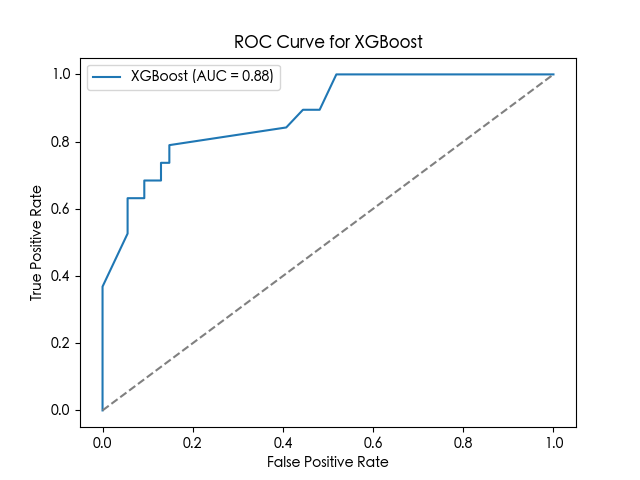 ROC Curve for XGBoost
XGBoost (AUC = 0.88)
True Positive Rate
1.0
0.8
0.6
0.4
0.2
0.0
0.0 0.2 0.4 0.6 0.8 1.0
False Positive Rate